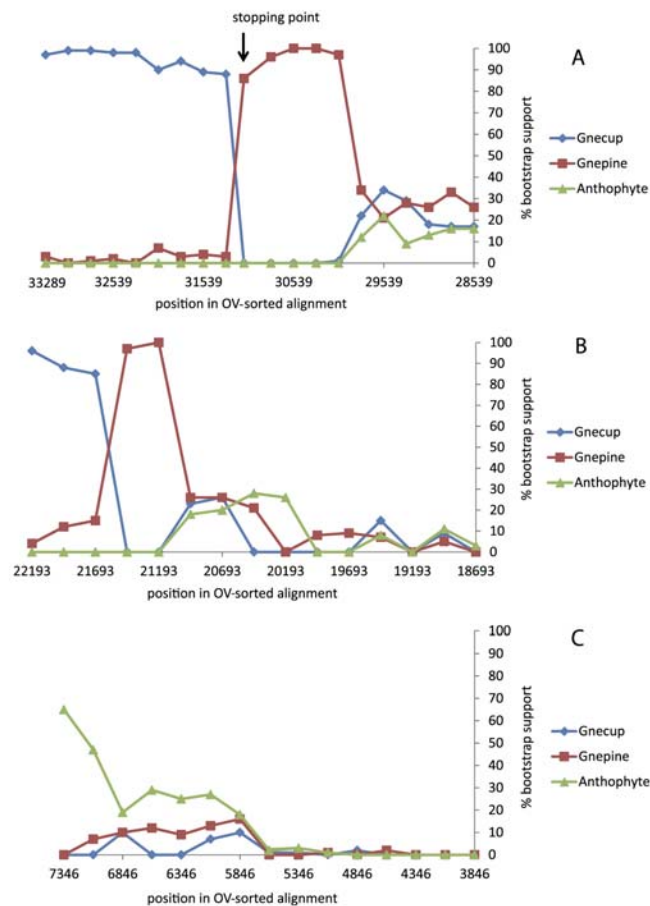 stopping point
A
100
90
80
70
60
50
40
30
20
10
0
% bootstrap support
Gnecup
Gnepine
Anthophyte
33289 32539 31539 30539 29539 28539
position in OV-sorted alignment
B
100
90
80
70
60
50
40
30
20
10
0
% bootstrap support
Gnecup
Gnepine
Anthophyte
22193 21693 21193 20693 20193 19693 19193 18693
position in OV-sorted alignment
C
100
90
80
70
60
50
40
30
20
10
0
% bootstrap support
Gnecup
Gnepine
Anthophyte
7346 6846 6346 5846 5346 4846 4346 3846
position in OV-sorted alignment